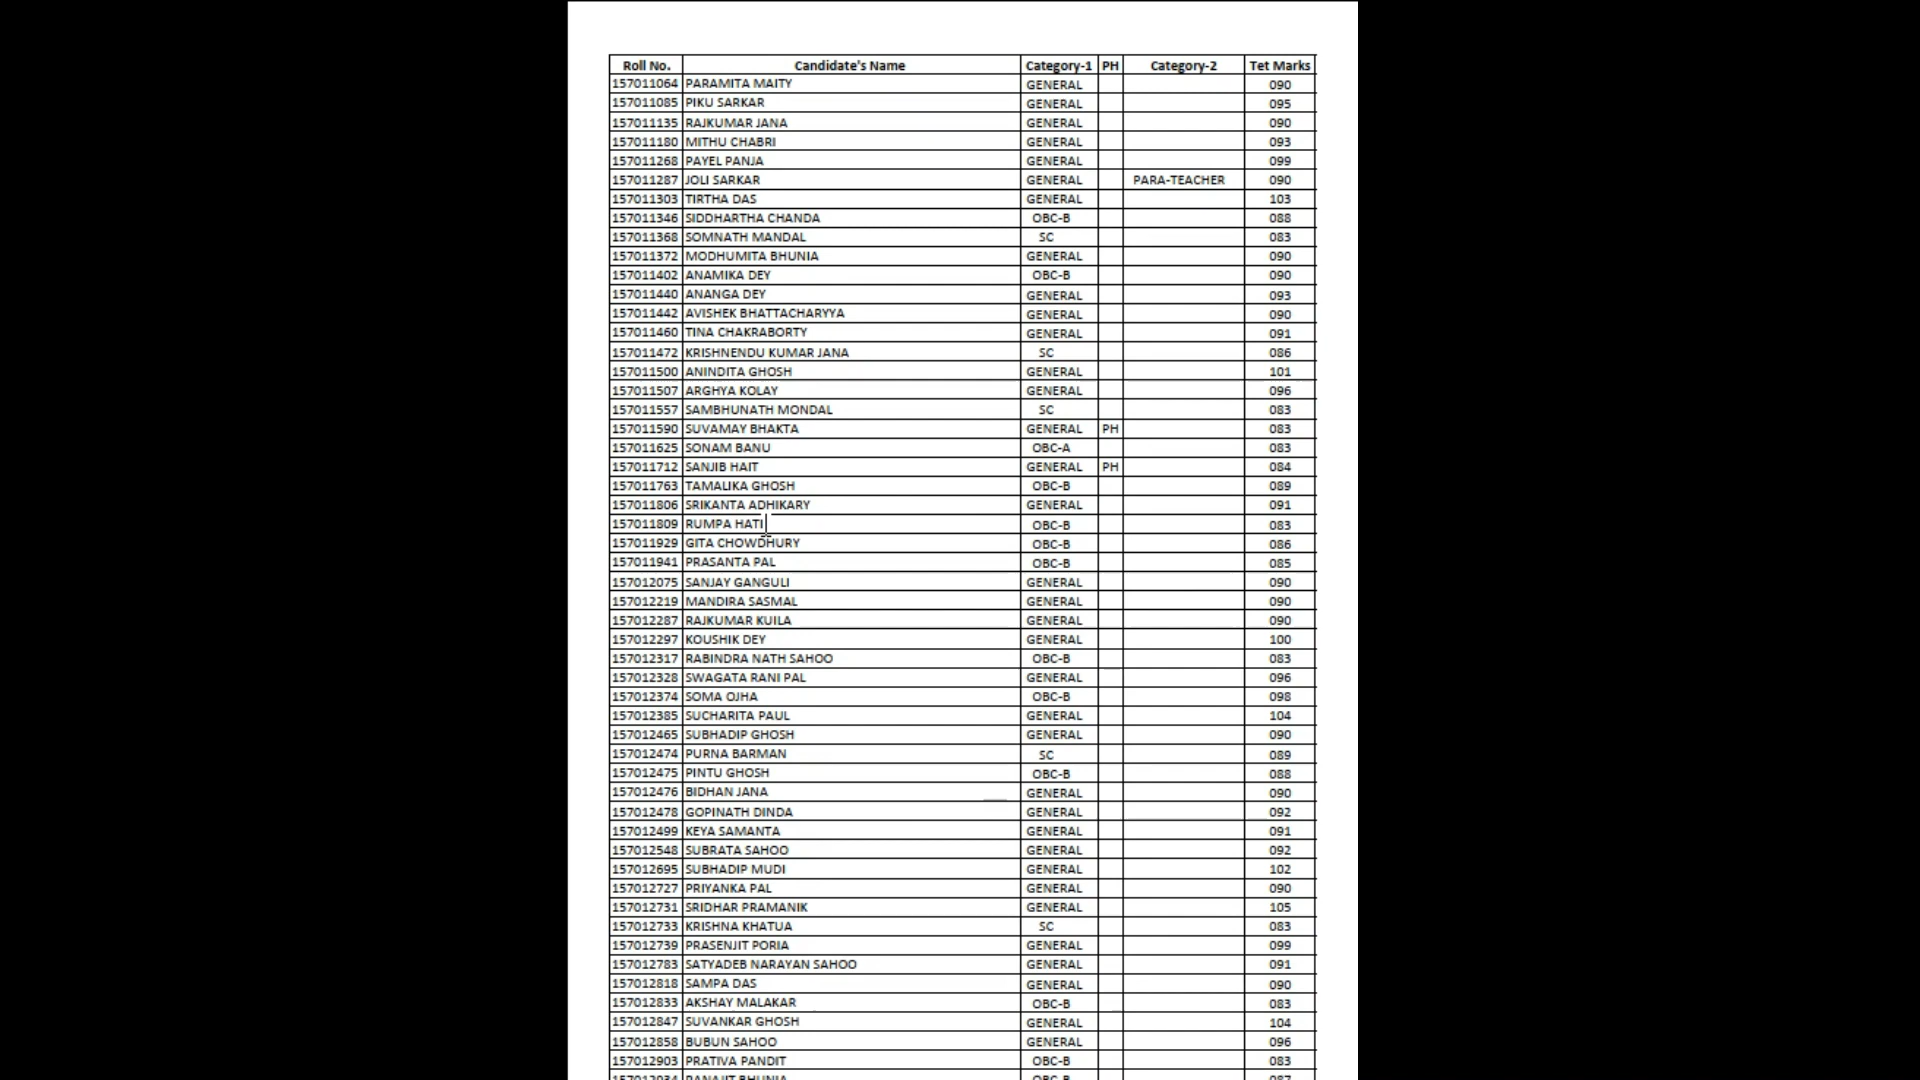 Roll No. Candidate's Name Category-1 PH Category-2 Tet Marks
157011064 PARAMITA MAITY GENERAL 090
157011085 PIKU SARKAR GENERAL 095
157011135 RAJKUMAR JANA GENERAL 090
157011180 MITHU CHABRI GENERAL 093
157011268 PAYEL PANJA GENERAL 099
157011287 JOLI SARKAR GENERAL PARA-TEACHER 090
157011303 TIRTHA DAS GENERAL 103
157011346 SIDDHARTHA CHANDA OBC-B 088
157011368 SOMNATH MANDAL SC 083
157011372 MODHUMITA BHUNIA GENERAL 090
157011402 ANAMIKA DEY OBC-B 090
157011440 ANANGA DEY GENERAL 093
157011442 AVISHEK BHATTACHARYYA GENERAL 090
157011460 TINA CHAKRABORTY GENERAL 091
157011472 KRISHNENDU KUMAR JANA SC 086
157011500 ANINDITA GHOSH GENERAL 101
157011507 ARGHYA KOLAY GENERAL 096
157011557 SAMBHUNATH MONDAL SC 083
157011590 SUVAMAY BHAKTA GENERAL PH 083
157011625 SONAM BANU OBC-A 083
157011712 SANJIB HAIT GENERAL PH 084
157011763 TAMALIKA GHOSH OBC-B 089
157011806 SRIKANTA ADHIKARY GENERAL 091
157011809 RUMPA HATI OBC-B 083
157011929 GITA CHOWDHURY OBC-B 086
157011941 PRASANTA PAL OBC-B 085
157012075 SANJAY GANGULI GENERAL 090
157012219 MANDIRA SASMAL GENERAL 090
157012287 RAJKUMAR KUILA GENERAL 090
157012297 KOUSHIK DEY GENERAL 100
157012317 RABINDRA NATH SAHOO OBC-B 083
157012328 SWAGATA RANI PAL GENERAL 096
157012374 SOMA OJHA OBC-B 098
157012385 SUCHARITA PAUL GENERAL 104
157012465 SUBHADIP GHOSH GENERAL 090
157012474 PURNA BARMAN SC 089
157012475 PINTU GHOSH OBC-B 088
157012476 BIDHAN JANA GENERAL 090
157012478 GOPINATH DINDA GENERAL 092
157012499 KEYA SAMANTA GENERAL 091
157012548 SUBRATA SAHOO GENERAL 092
157012695 SUBHADIP MUDI GENERAL 102
157012727 PRIYANKA PAL GENERAL 090
157012731 SRIDHAR PRAMANIK GENERAL 105
157012733 KRISHNA KHATUA SC 083
157012739 PRASENJIT PORIA GENERAL 099
157012783 SATYADEB NARAYAN SAHOO GENERAL 091
157012818 SAMPA DAS GENERAL 090
157012833 AKSHAY MALAKAR OBC-B 083
157012847 SUVANKAR GHOSH GENERAL 104
157012858 BUBUN SAHOO GENERAL 096
157012903 PRATIVA PANDIT OBC-B 083